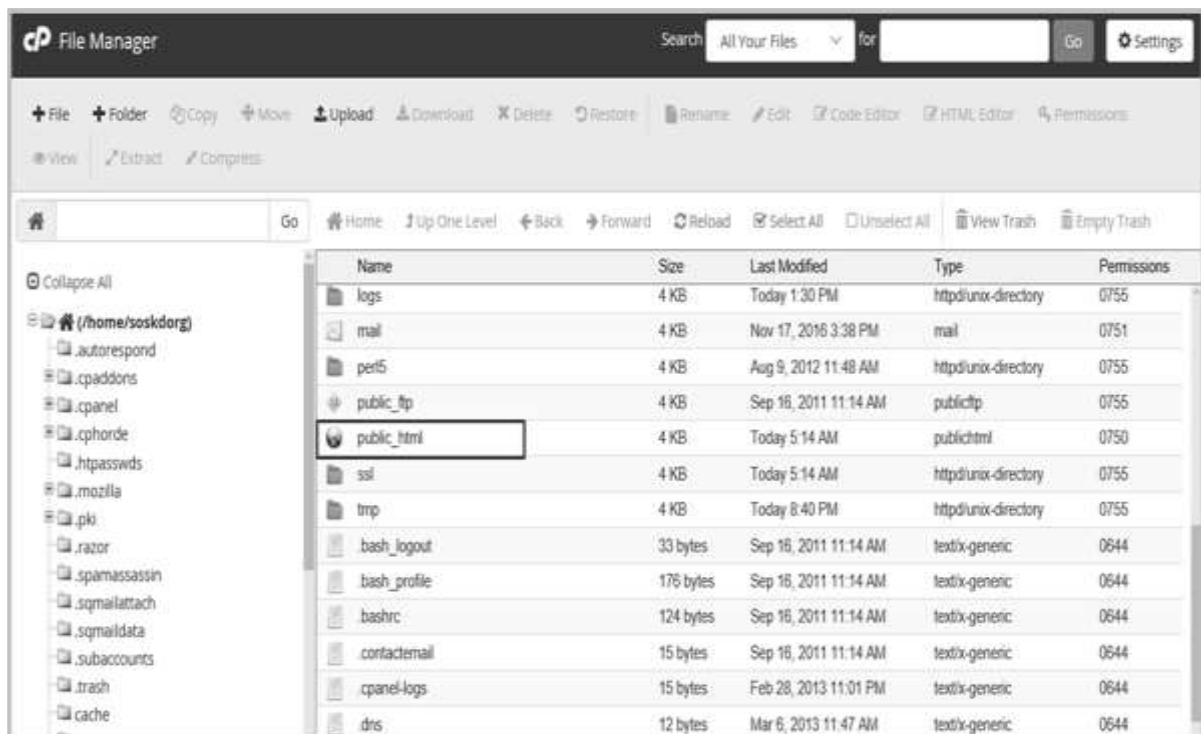 cP File Manager Search All Your Files for Go Settings
File Folder Copy Move Upload Download Delete Restore Rename Edit Code Editor HTML Editor Permissions
View Extract Compress
Go Home Up One Level Back Forward Reload Select All Unselect All View Trash Empty Trash
Collapse All
(/home/soskdorg)
.autorespond
.cpaddons
.cpanel
.cphorde
.htpasswds
.mozilla
.pki
.razor
.spamassassin
.sqmailattach
.sqmaildata
.subaccounts
.trash
cache
Name Size Last Modified Type Permissions
logs 4 KB Today 1:30 PM httpd/unix-directory 0755
mail 4 KB Nov 17, 2016 3:38 PM mail 0751
perl5 4 KB Aug 9, 2012 11:48 AM httpd/unix-directory 0755
public_ftp 4 KB Sep 16, 2011 11:14 AM publicftp 0755
public_html 4 KB Today 5:14 AM publichtml 0750
ssl 4 KB Today 5:14 AM httpd/unix-directory 0755
tmp 4 KB Today 8:40 PM httpd/unix-directory 0755
.bash_logout 33 bytes Sep 16, 2011 11:14 AM text/x-generic 0644
.bash_profile 176 bytes Sep 16, 2011 11:14 AM text/x-generic 0644
.bashrc 124 bytes Sep 16, 2011 11:14 AM text/x-generic 0644
.contactemail 15 bytes Sep 16, 2011 11:14 AM text/x-generic 0644
.cpanel-logs 15 bytes Feb 28, 2013 11:01 PM text/x-generic 0644
.dns 12 bytes Mar 6, 2013 11:47 AM text/x-generic 0644